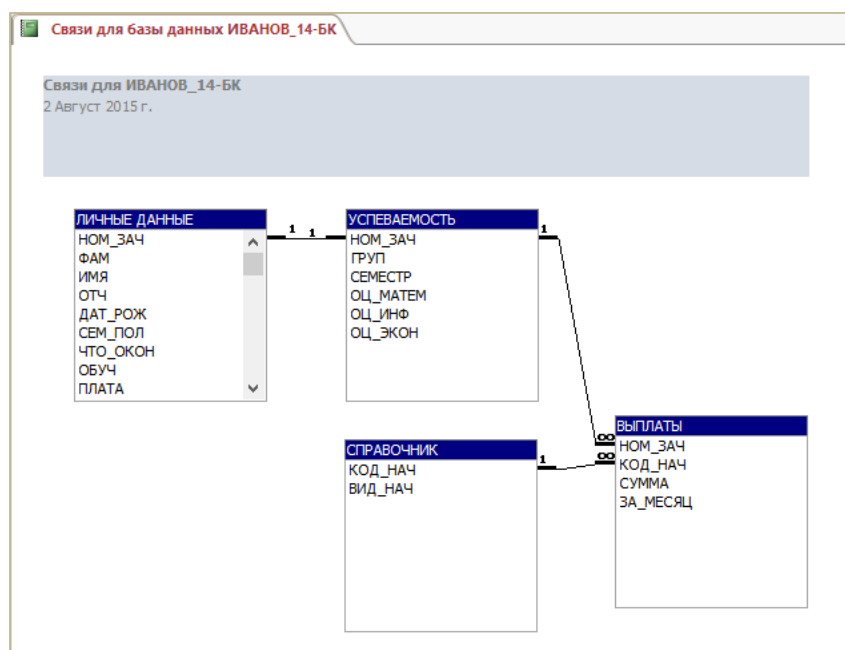 Связи для базы данных ИВАНОВ_14-БК
Связи для ИВАНОВ_14-БК
2 Август 2015 г.
ЛИЧНЫЕ ДАННЫЕ
НОМ_ЗАЧ
ФАМ
ИМЯ
ОТЧ
ДАТ_РОЖ
СЕМ_ПОЛ
ЧТО_ОКОН
ОБУЧ
ПЛАТА
1 1
УСПЕВАЕМОСТЬ
НОМ_ЗАЧ
ГРУП
СЕМЕСТР
ОЦ_МАТЕМ
ОЦ_ИНФ
ОЦ_ЭКОН
1
СПРАВОЧНИК
КОД_НАЧ
ВИД_НАЧ
1
∞
∞
ВЫПЛАТЫ
НОМ_ЗАЧ
КОД_НАЧ
СУММА
ЗА_МЕСЯЦ